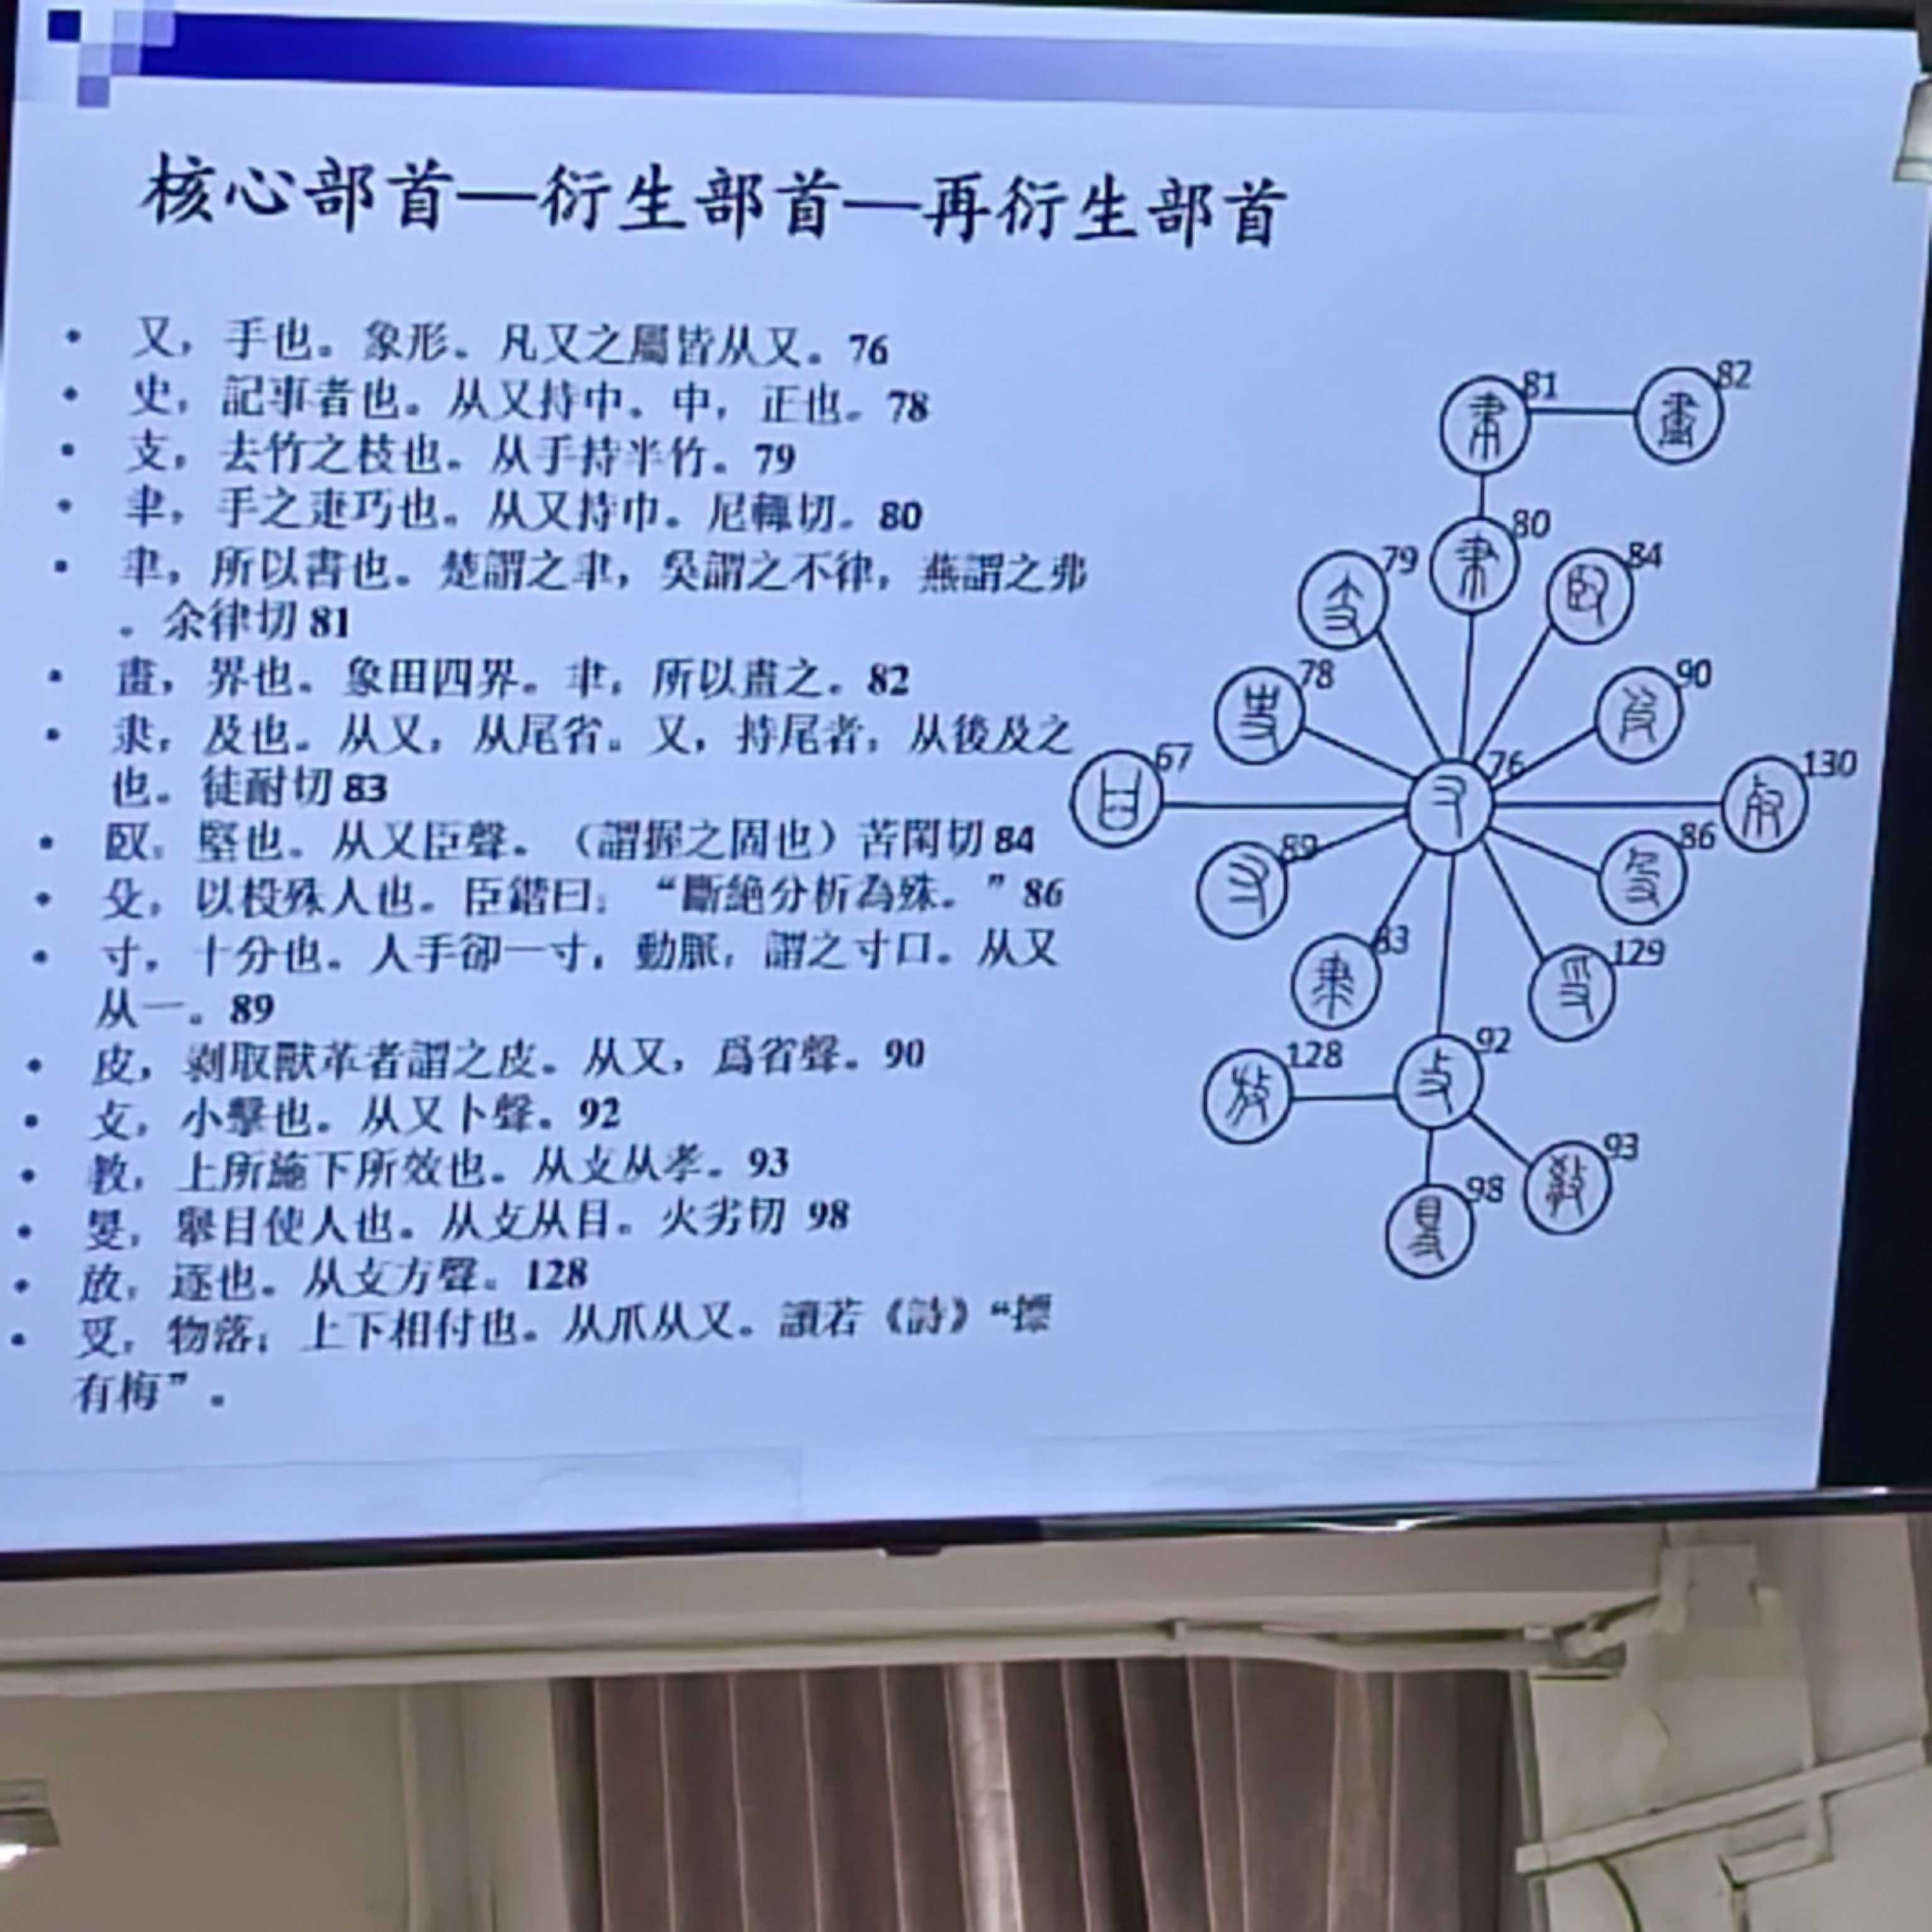 核心部首—衍生部首—再衍生部首
• 又，手也。象形。凡又之屬皆从又。76
• 史，記事者也。从又持中。中，正也。78
• 支，去竹之枝也。从手持半竹。79
• 𦘒，手之疌巧也。从又持巾。尼輒切。80
• 聿，所以書也。楚謂之聿，吳謂之不律，燕謂之弗
。余律切 81
• 畫，界也。象田四界。聿，所以畫之。82
• 隶，及也。从又，从尾省。又，持尾者，从後及之
也。徒耐切 83
• 臤，堅也。从又臣聲。（謂握之固也）苦閑切 84
• 殳，以杸殊人也。臣鍇曰：“斷絶分析為殊。”86
• 寸，十分也。人手卻一寸，動脈，謂之寸口。从又
从一。89
• 皮，剥取獸革者謂之皮。从又，爲省聲。90
• 攴，小擊也。从又卜聲。92
• 教，上所施下所效也。从攴从孝。93
• 𥄎，舉目使人也。从攴从目。火劣切 98
• 放，逐也。从攴方聲。128
• 𠬪，物落；上下相付也。从爪从又。讀若《詩》“摽
有梅”。
81
82
80
79
84
78
90
67
76
130
89
86
83
129
128
92
93
98